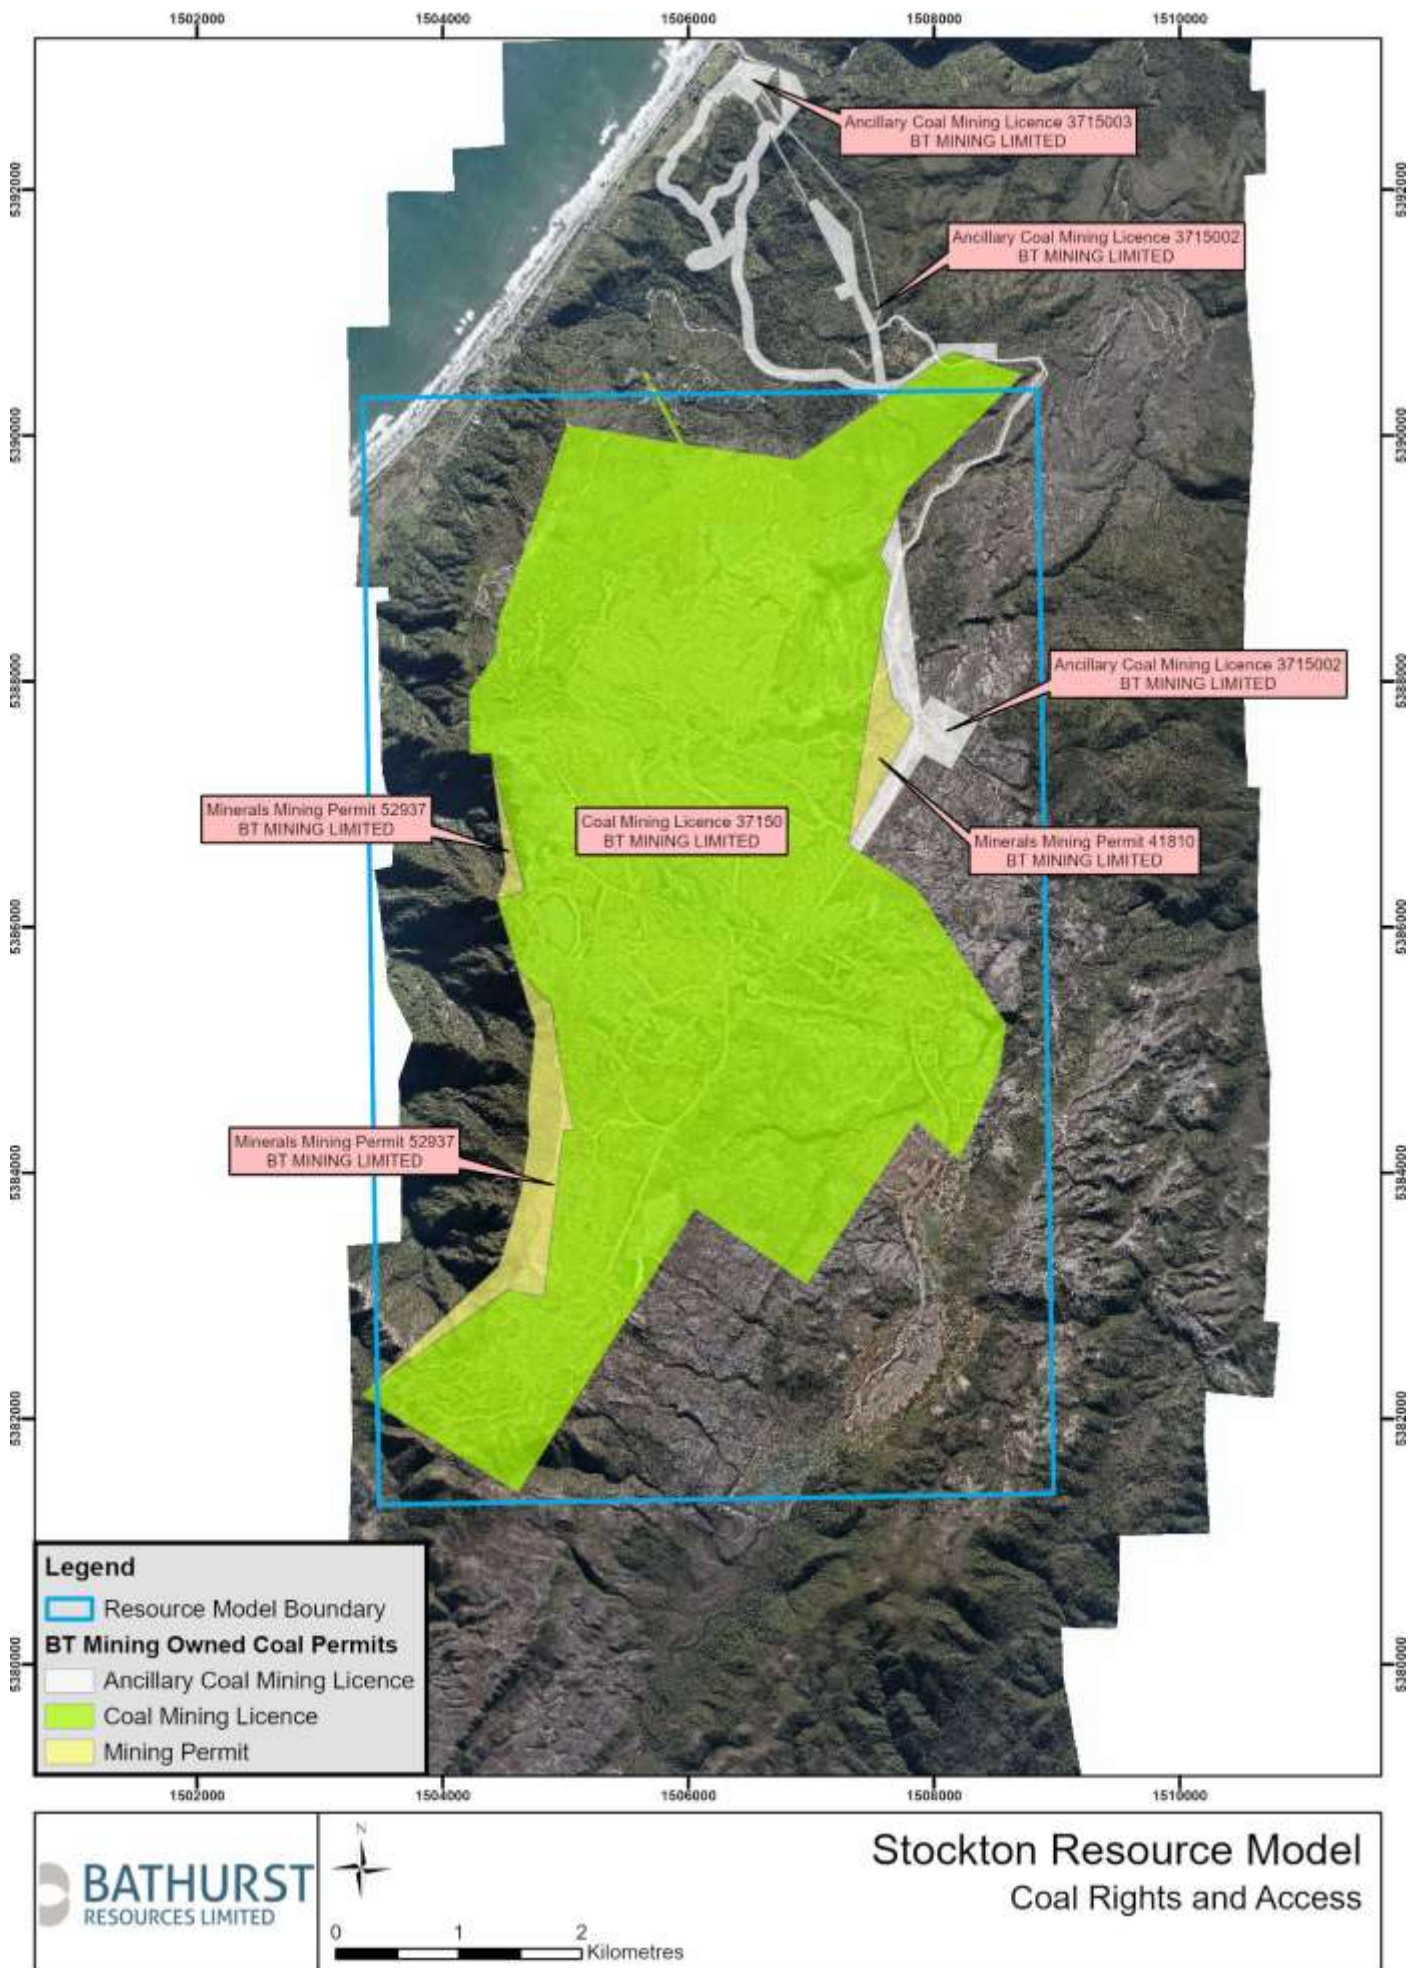 1502000
1504000
1506000
1508000
1510000
Ancillary Coal Mining Licence 3715003
BT MINING LIMITED
5392000
5392000
Ancillary Coal Mining Licence 3715002
BT MINING LIMITED
5390000
5390000
Ancillary Coal Mining Licence 3715002
BT MINING LIMITED
5388000
5388000
Minerals Mining Permit 52937
BT MINING LIMITED
Coal Mining Licence 37150
BT MINING LIMITED
Minerals Mining Permit 41810
BT MINING LIMITED
5386000
5386000
Minerals Mining Permit 52937
BT MINING LIMITED
5384000
5384000
5382000
5382000
Legend
Resource Model Boundary
BT Mining Owned Coal Permits
Ancillary Coal Mining Licence
Coal Mining Licence
Mining Permit
5380000
5380000
1502000
1504000
1506000
1508000
1510000
BATHURST
RESOURCES LIMITED
N
0 1 2
Kilometres
Stockton Resource Model
Coal Rights and Access